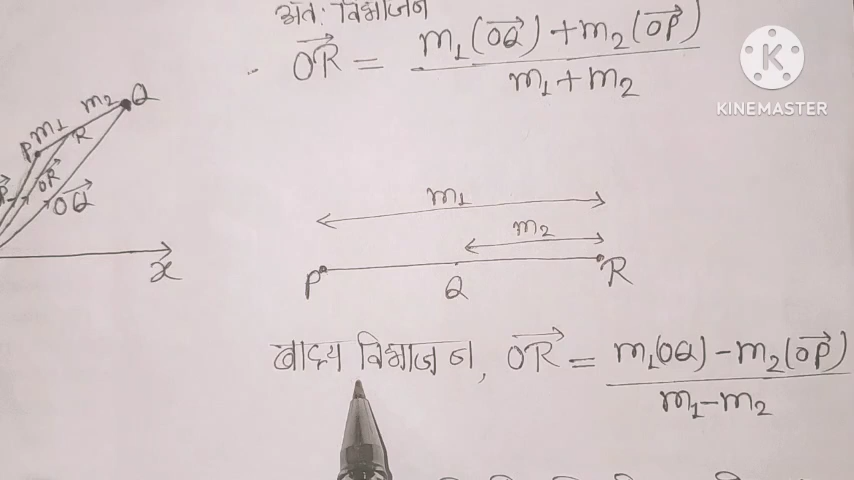 अंत: विभाजन
OR = m₁(OQ) + m₂(OP) / m₁ + m₂
KINEMASTER
m₂ Q
P m₁ R
OR
OQ
x
m₁
m₂
P Q R
बाह्य विभाजन, OR = m₁(OQ) - m₂(OP) / m₁ - m₂